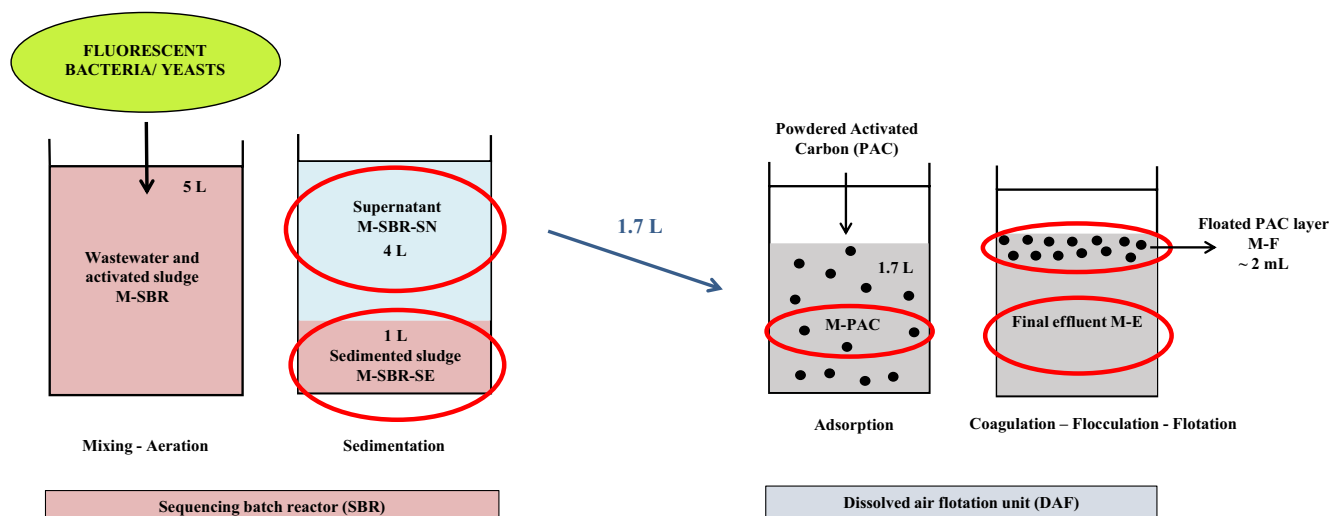 FLUORESCENT
BACTERIA/ YEASTS
5 L
Wastewater and
activated sludge
M-SBR
Mixing - Aeration
Supernatant
M-SBR-SN
4 L
1 L
Sedimented sludge
M-SBR-SE
Sedimentation
Sequencing batch reactor (SBR)
1.7 L
Powdered Activated
Carbon (PAC)
1.7 L
M-PAC
Adsorption
Floated PAC layer
M-F
~ 2 mL
Final effluent M-E
Coagulation – Flocculation - Flotation
Dissolved air flotation unit (DAF)